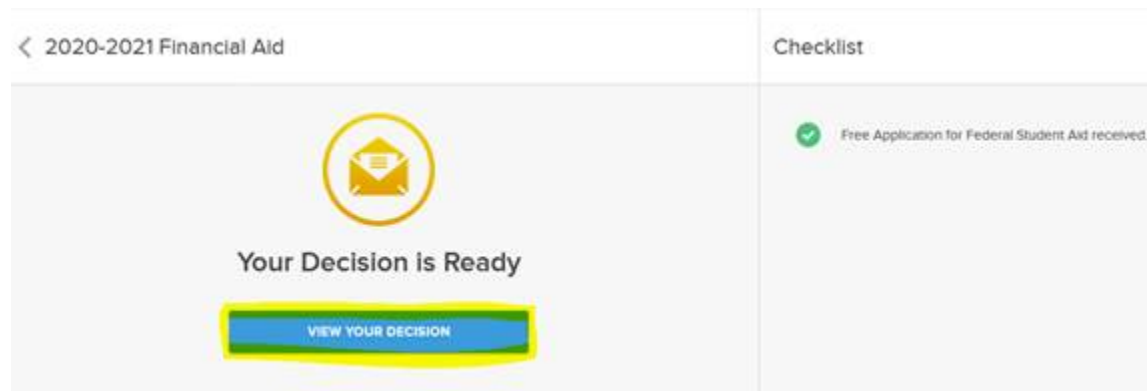 2020-2021 Financial Aid
Checklist
Your Decision is Ready
VIEW YOUR DECISION
Free Application for Federal Student Aid received.